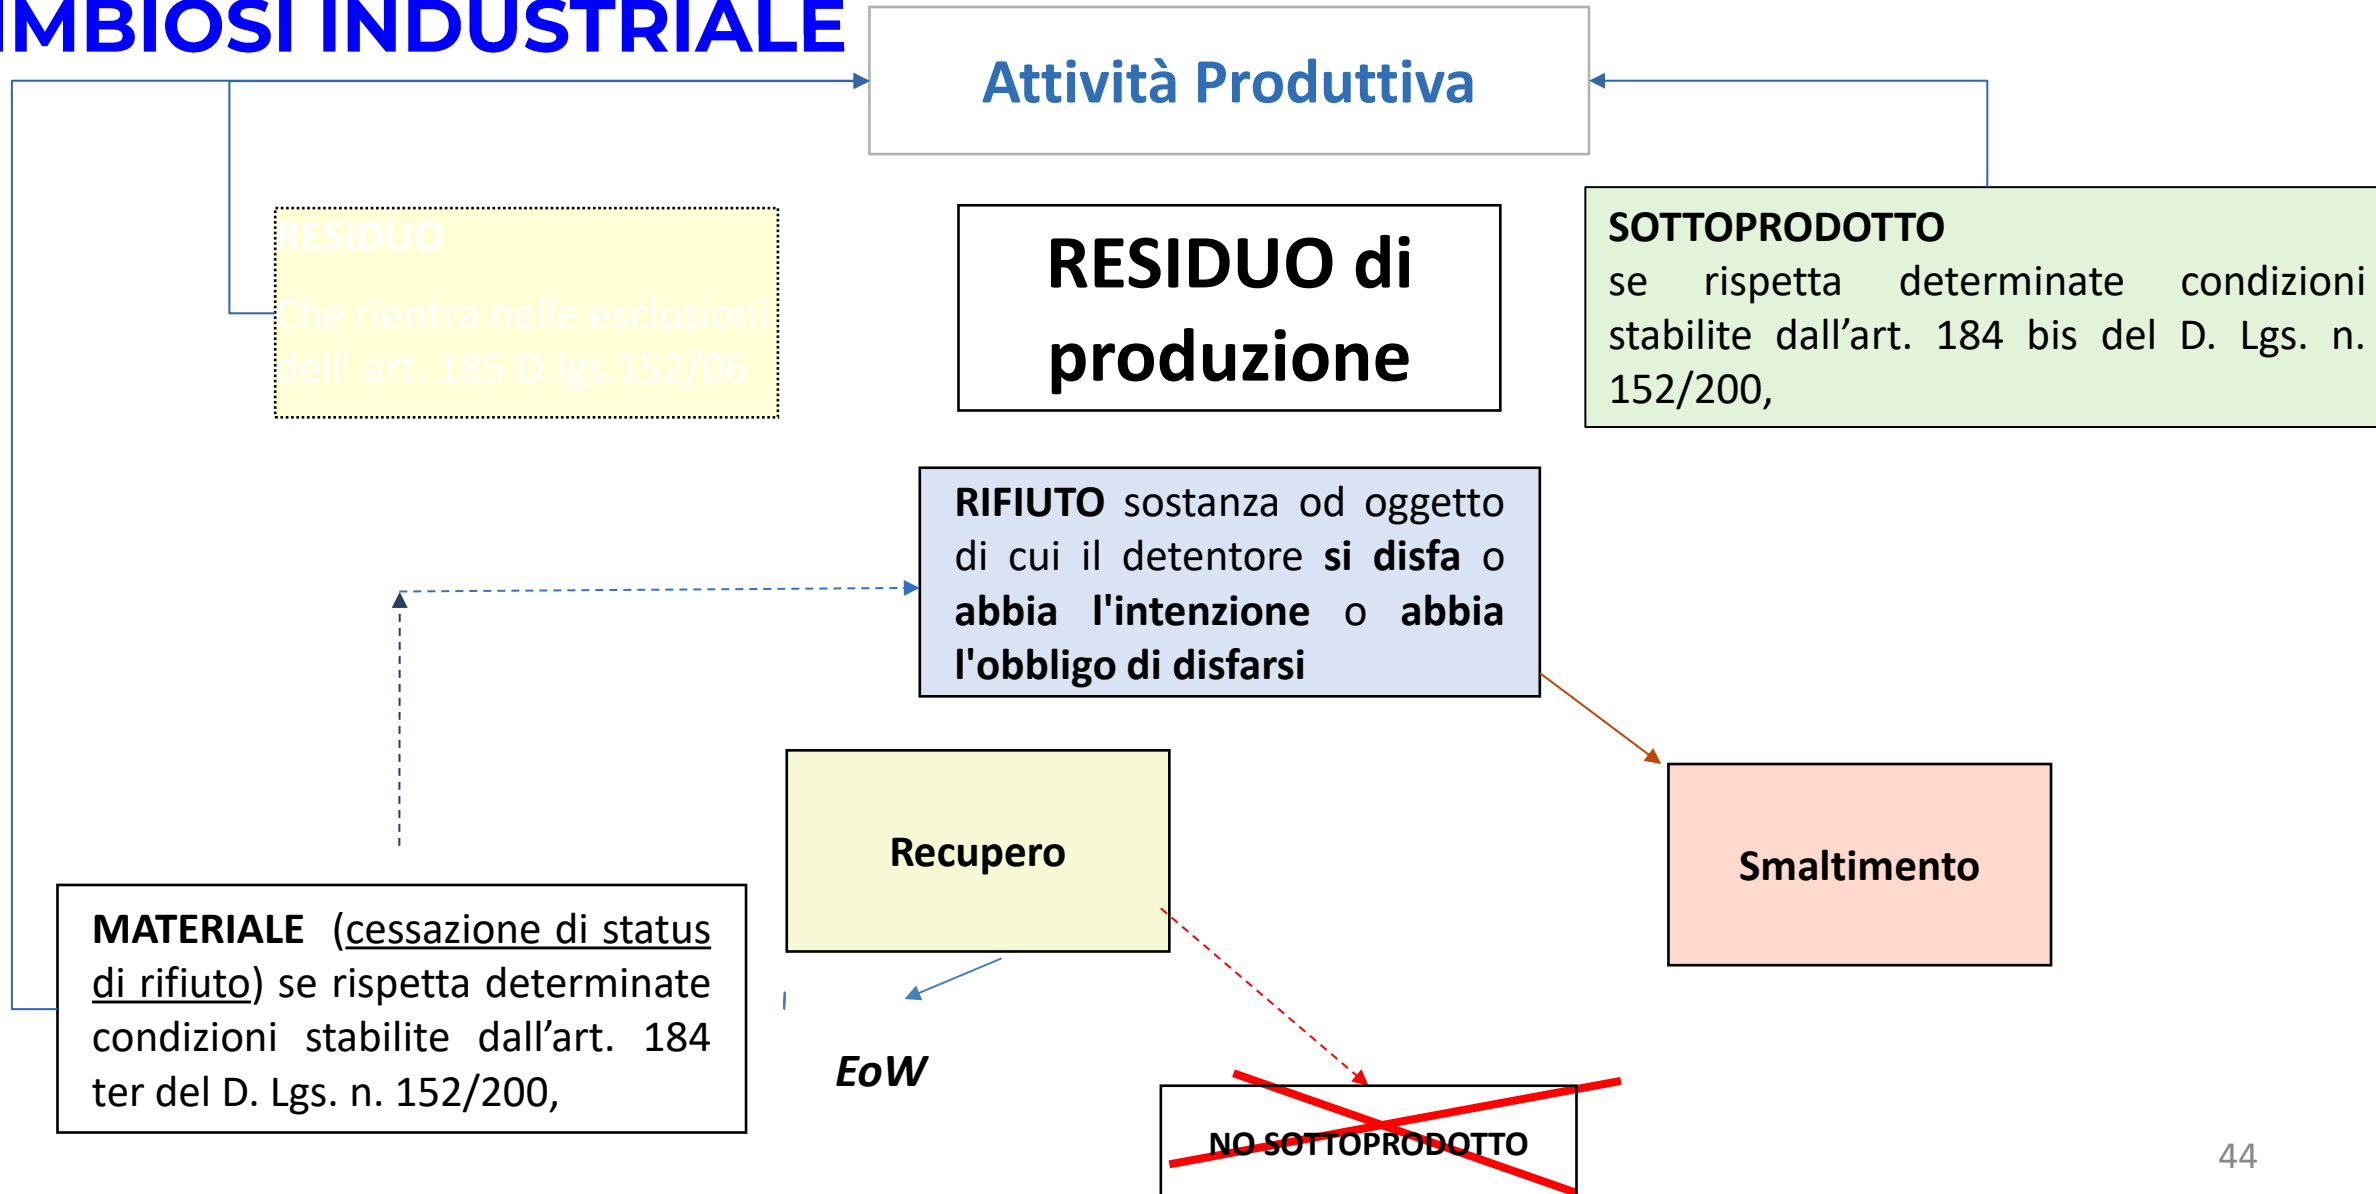 IMBIOSI INDUSTRIALE
Attività Produttiva
RESIDUO
Che rientra nelle esclusioni
dell’ art. 185 D.lgs.152/06
RESIDUO di
produzione
SOTTOPRODOTTO
se rispetta determinate condizioni
stabilite dall’art. 184 bis del D. Lgs. n.
152/200,
RIFIUTO sostanza od oggetto
di cui il detentore si disfa o
abbia l'intenzione o abbia
l'obbligo di disfarsi
Recupero
Smaltimento
MATERIALE (cessazione di status
di rifiuto) se rispetta determinate
condizioni stabilite dall’art. 184
ter del D. Lgs. n. 152/200,
EoW
NO SOTTOPRODOTTO
44